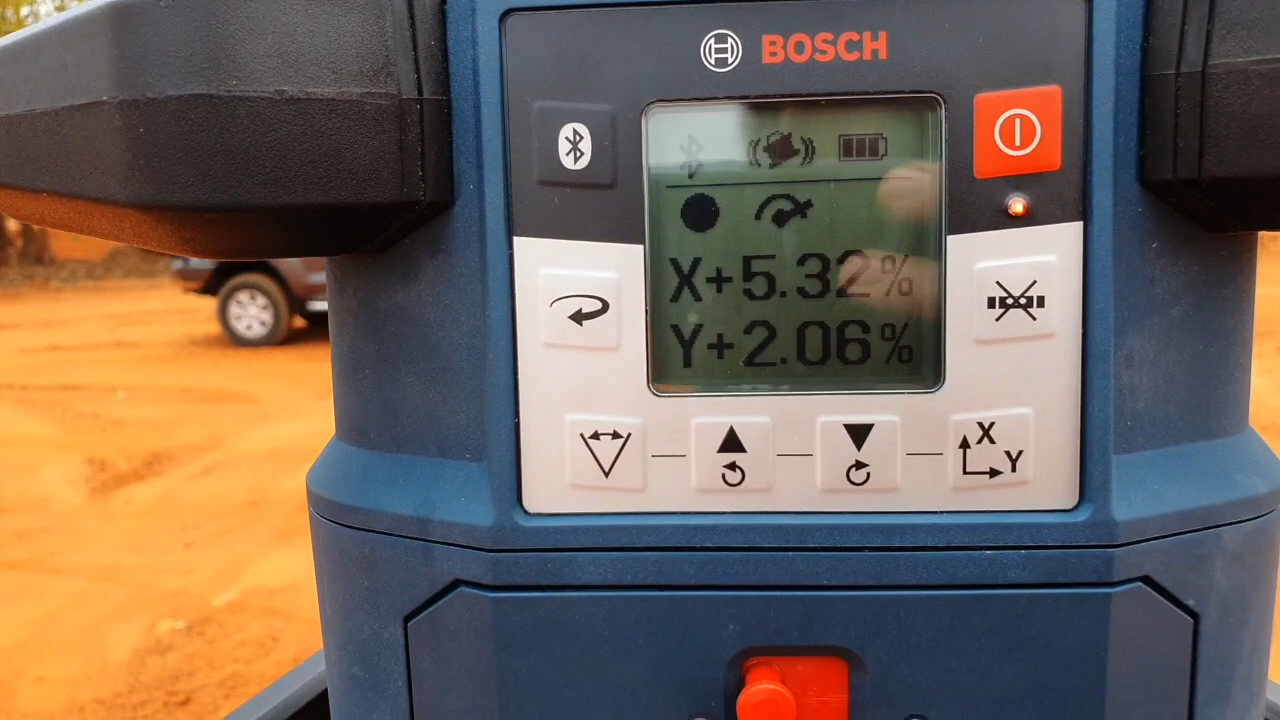 BOSCH
X+5.32%
Y+2.06%
X
Y